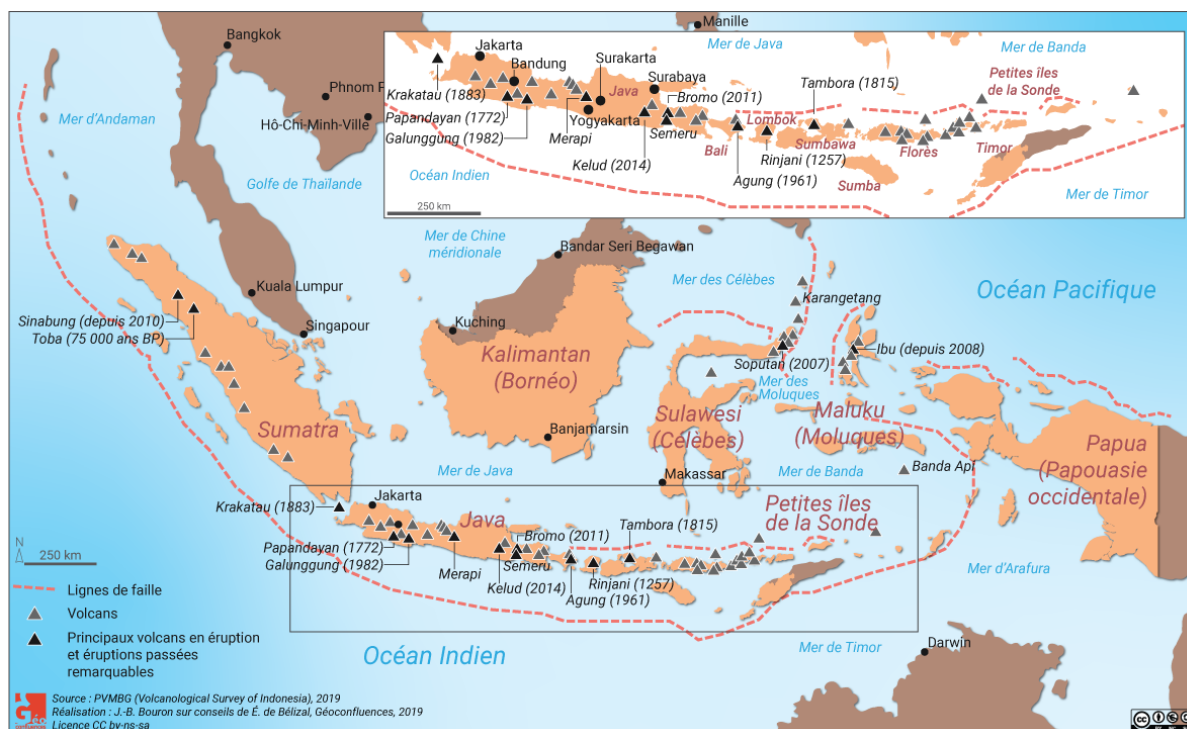 Bangkok
Manille
Mer de Java
Mer de Banda
Jakarta
Surakarta
Bandung
Surabaya
Tambora (1815)
Petites îles
de la Sonde
Krakatau (1883)
Java
Bromo (2011)
Phnom P
Papandayan (1772)
Yogyakarta
Lombok
Mer d'Andaman
Hô-Chi-Minh-Ville
Galunggung (1982)
Merapi
Semeru
Sumbawa
Bali
Florès
Timor
Kelud (2014)
Rinjani (1257)
Golfe de Thaïlande
Océan Indien
Agung (1961)
Sumba
Mer de Timor
250 km
Mer de Chine
méridionale
Bandar Seri Begawan
Mer des Célèbes
Kuala Lumpur
Karangetang
Océan Pacifique
Sinabung (depuis 2010)
Toba (75 000 ans BP)
Singapour
Kuching
Kalimantan
(Bornéo)
Soputan (2007)
Ibu (depuis 2008)
Mer des
Moluques
Sumatra
Banjamarsin
Sulawesi
(Célèbes)
Maluku
(Moluques)
Papua
(Papouasie
occidentale)
Mer de Java
Makassar
Mer de Banda
Banda Api
Krakatau (1883)
Jakarta
Java
Petites îles
de la Sonde
Tambora (1815)
Bromo (2011)
Papandayan (1772)
Galunggung (1982)
Merapi
Semeru
Kelud (2014)
Rinjani (1257)
Agung (1961)
Mer d'Arafura
N
250 km
Lignes de faille
Volcans
Principaux volcans en éruption
et éruptions passées
remarquables
Océan Indien
Mer de Timor
Darwin
Source : PVMBG (Volcanological Survey of Indonesia), 2019
Réalisation : J.-B. Bouron sur conseils de É. de Bélizal, Géoconfluences, 2019
Licence CC by-ns-sa
Géo